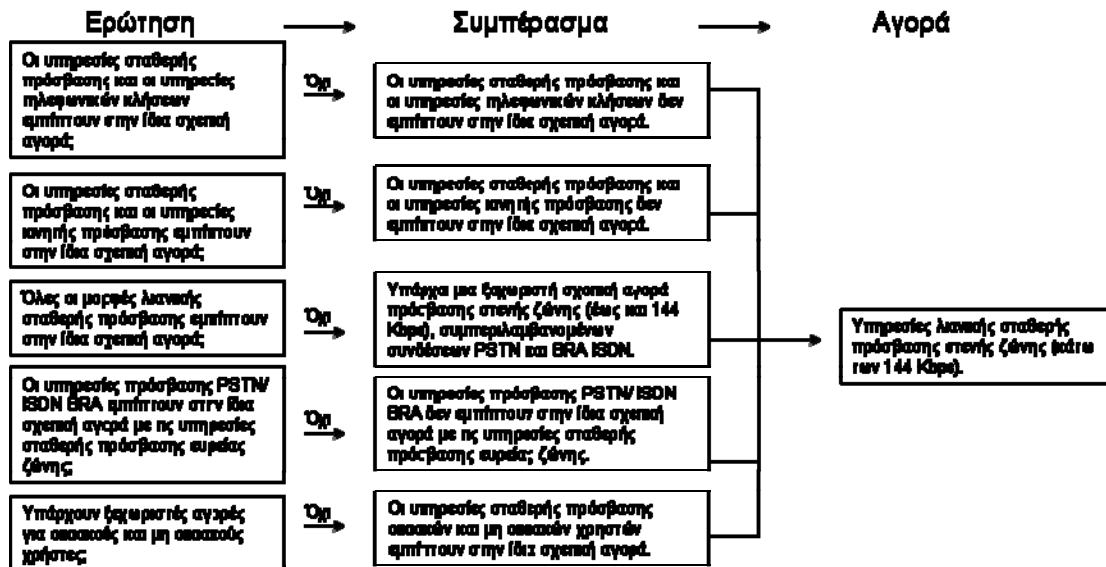 Ερώτηση
Συμπέρασμα
Αγορά
Οι υπηρεσίες σταθερής
πρόσβασης και οι υπηρεσίες
τηλεφωνικών κλήσεων
εμπίπτουν στην ίδια σχετική
αγορά;
Όχι
Οι υπηρεσίες σταθερής πρόσβασης και
οι υπηρεσίες τηλεφωνικών κλήσεων δεν
εμπίπτουν στην ίδια σχετική αγορά.
Οι υπηρεσίες σταθερής
πρόσβασης και οι υπηρεσίες
κινητής πρόσβασης εμπίπτουν
στην ίδια σχετική αγορά;
Όχι
Οι υπηρεσίες σταθερής πρόσβασης και
οι υπηρεσίες κινητής πρόσβασης δεν
εμπίπτουν στην ίδια σχετική αγορά.
Όλες οι μορφές λιανικής
σταθερής πρόσβασης εμπίπτουν
στην ίδια σχετική αγορά;
Όχι
Υπάρχει μια ξεχωριστή σχετική αγορά
πρόσβασης στενής ζώνης (έως και 144
Kbps), συμπεριλαμβανομένων
συνδέσεων PSTN και BRA ISDN.
Οι υπηρεσίες πρόσβασης PSTN/
ISDN BRA εμπίπτουν στην ίδια
σχετική αγορά με τις υπηρεσίες
σταθερής πρόσβασης ευρείας
ζώνης;
Όχι
Οι υπηρεσίες πρόσβασης PSTN/ ISDN
BRA δεν εμπίπτουν στην ίδια σχετική
αγορά με τις υπηρεσίες σταθερής
πρόσβασης ευρείας ζώνης.
Υπάρχουν ξεχωριστές αγορές
για οικιακούς και μη οικιακούς
χρήστες;
Όχι
Οι υπηρεσίες σταθερής πρόσβασης
οικιακών και μη οικιακών χρηστών
εμπίπτουν στην ίδια σχετική αγορά.
Υπηρεσίες λιανικής σταθερής
πρόσβασης στενής ζώνης (κάτω
των 144 Kbps).